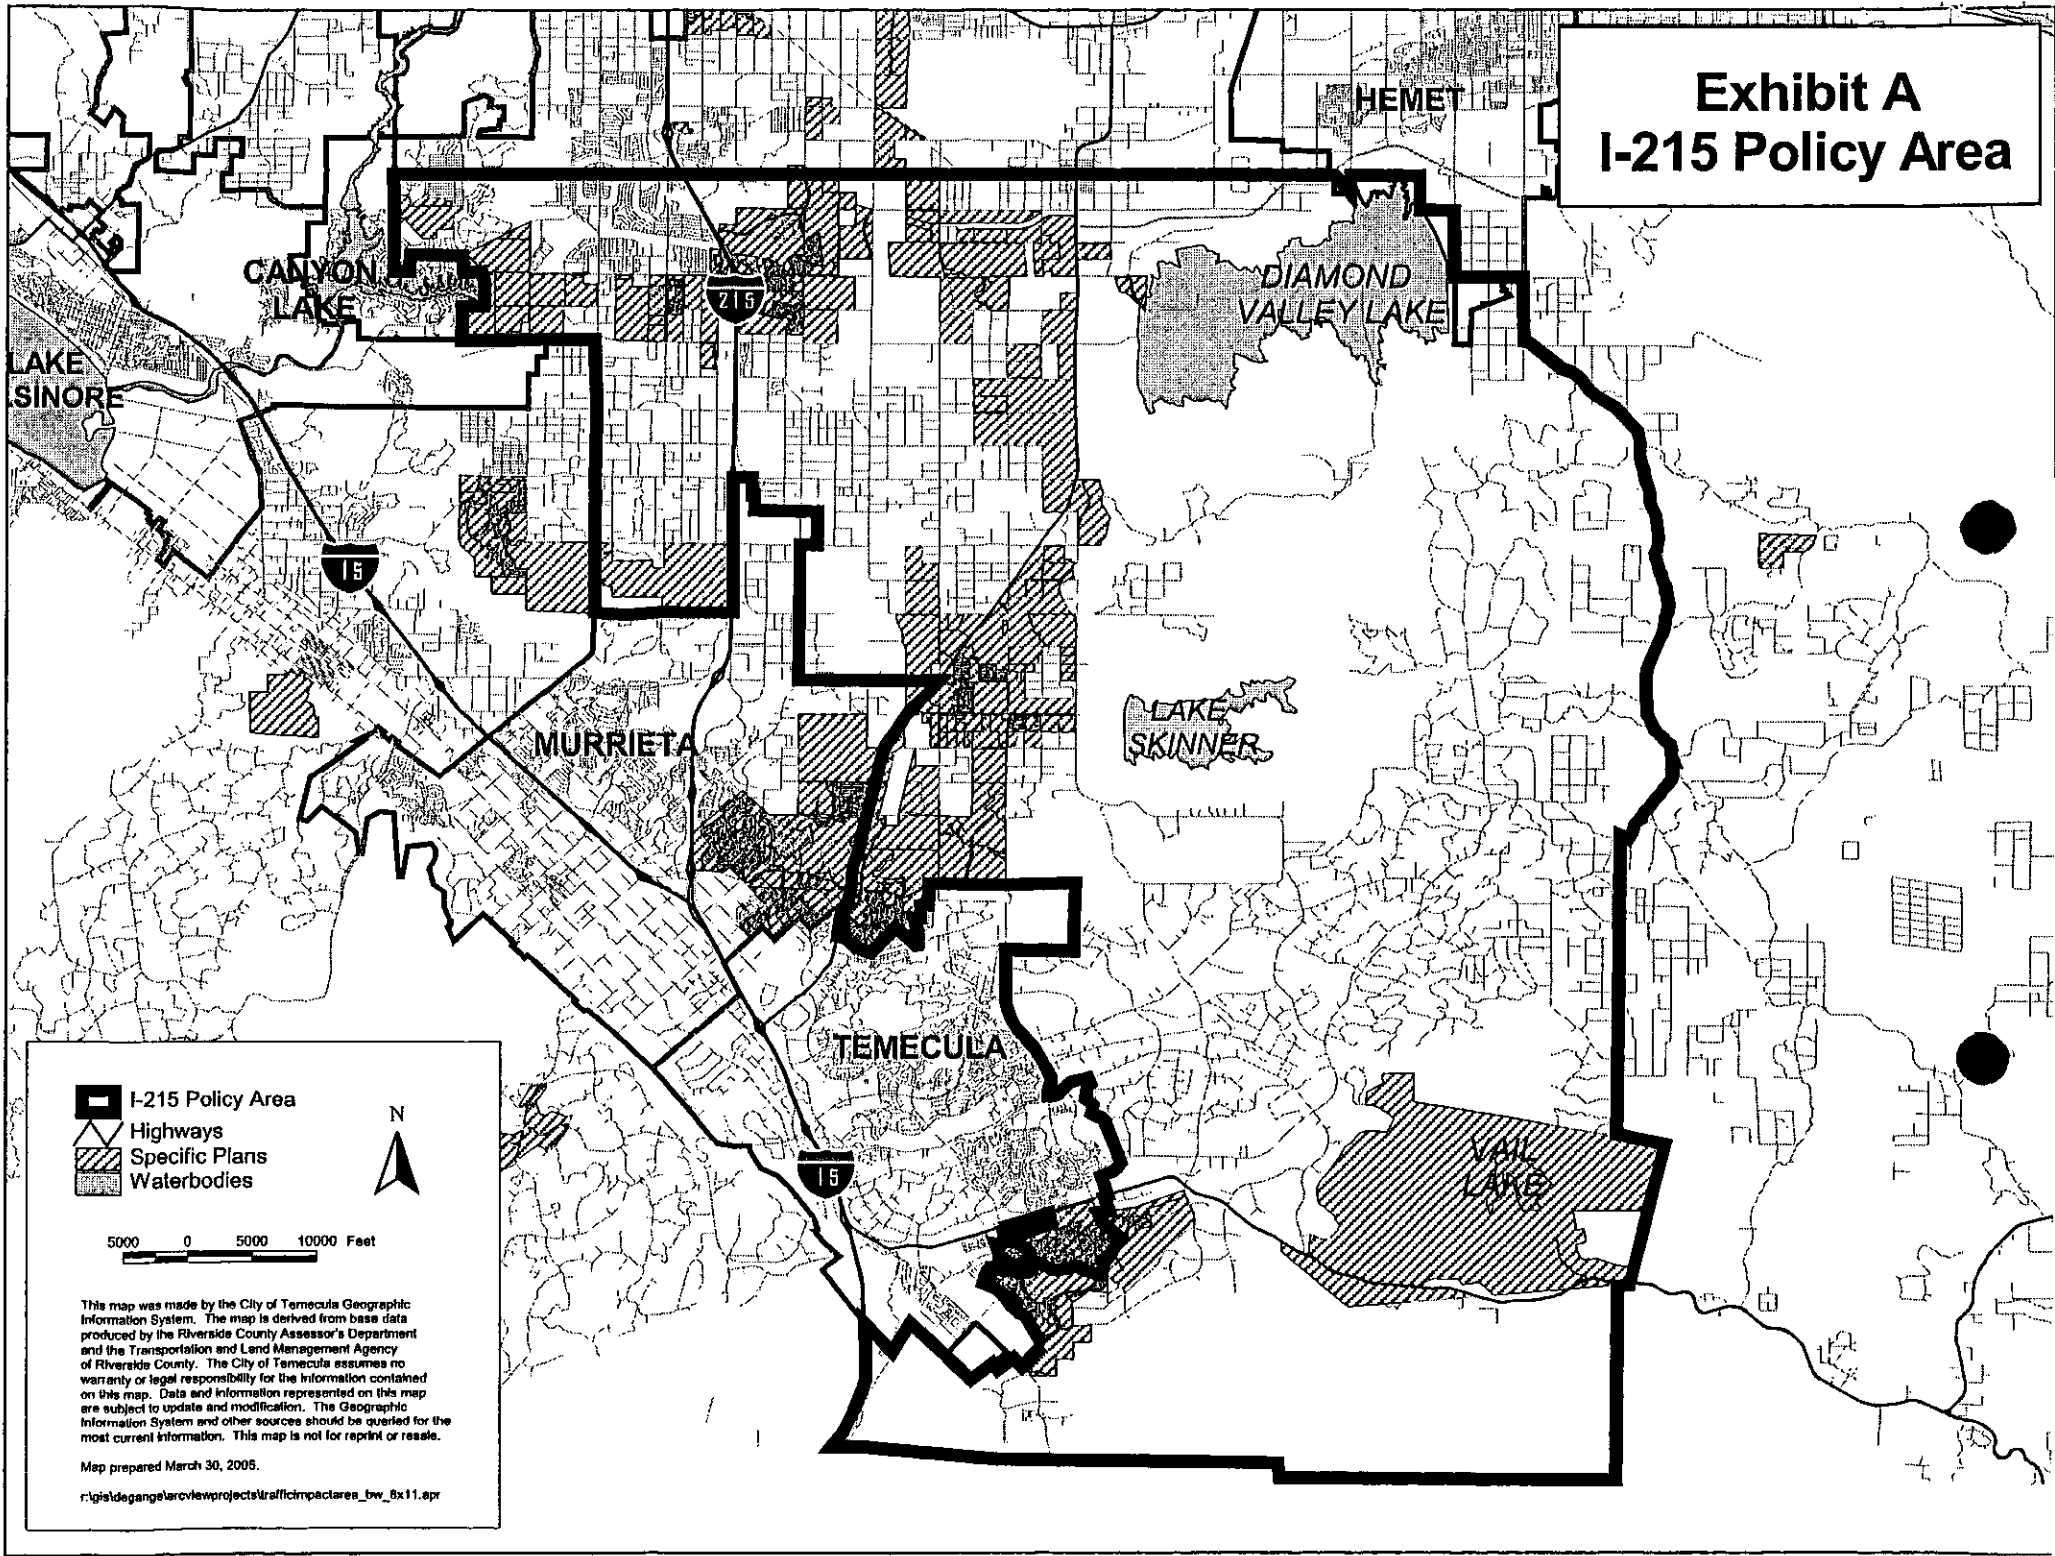 Exhibit A
I-215 Policy Area
HEMET
CANYON
LAKE
DIAMOND
VALLEY LAKE
215
LAKE
LSINORE
15
LAKE
SKINNER
MURRIETA
TEMECULA
VAIL
LAKE
15
I-215 Policy Area
Highways
Specific Plans
Waterbodies
N
5000 0 5000 10000 Feet
This map was made by the City of Temecula Geographic
Information System. The map is derived from base data
produced by the Riverside County Assessor's Department
and the Transportation and Land Management Agency
of Riverside County. The City of Temecula assumes no
warranty or legal responsibility for the information contained
on this map. Data and information represented on this map
are subject to update and modification. The Geographic
Information System and other sources should be queried for the
most current information. This map is not for reprint or resale.
Map prepared March 30, 2005.
r:\gis\degange\arcviewprojects\trafficimpactarea_bw_8x11.apr